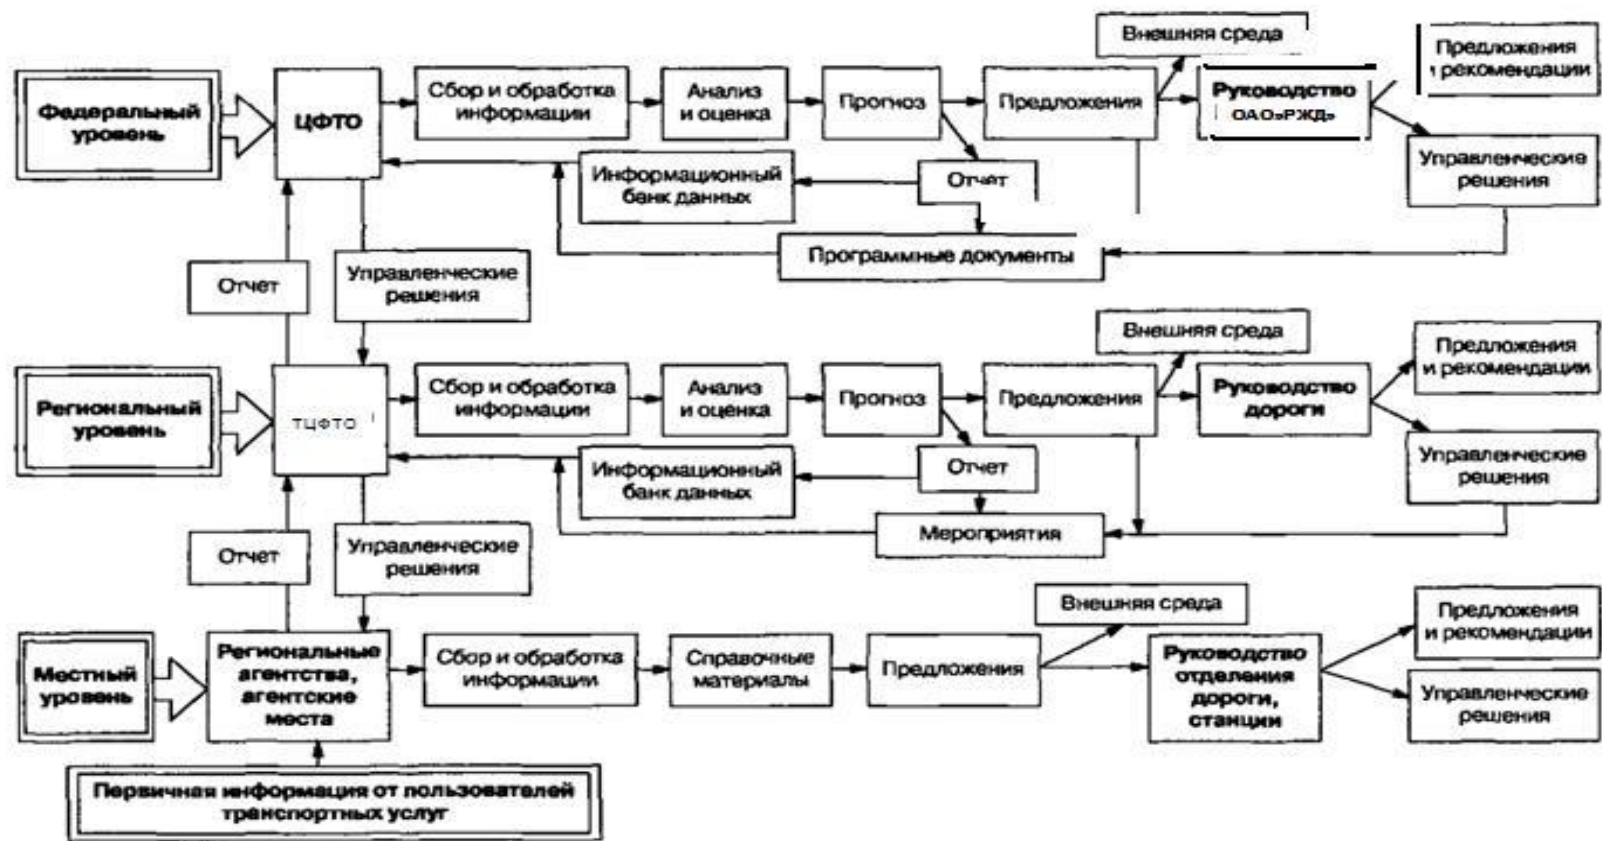 Внешняя среда
Предложения
и рекомендации
Федеральный
уровень
ЦФТО
Сбор и обработка
информации
Анализ
и оценка
Прогноз
Предложения
Руководство
ОАО»РЖД»
Управленческие
решения
Информационный
банк данных
Отчет
Программные документы
Отчет
Управленческие
решения
Внешняя среда
Предложения
и рекомендации
Региональный
уровень
ТЦФТО
Сбор и обработка
информации
Анализ
и оценка
Прогноз
Предложения
Руководство
дороги
Управленческие
решения
Информационный
банк данных
Отчет
Мероприятия
Отчет
Управленческие
решения
Внешняя среда
Предложения
и рекомендации
Местный
уровень
Региональные
агентства,
агентские
места
Сбор и обработка
информации
Справочные
материалы
Предложения
Руководство
отделения
дороги,
станции
Управленческие
решения
Первичная информация от пользователей
транспортных услуг